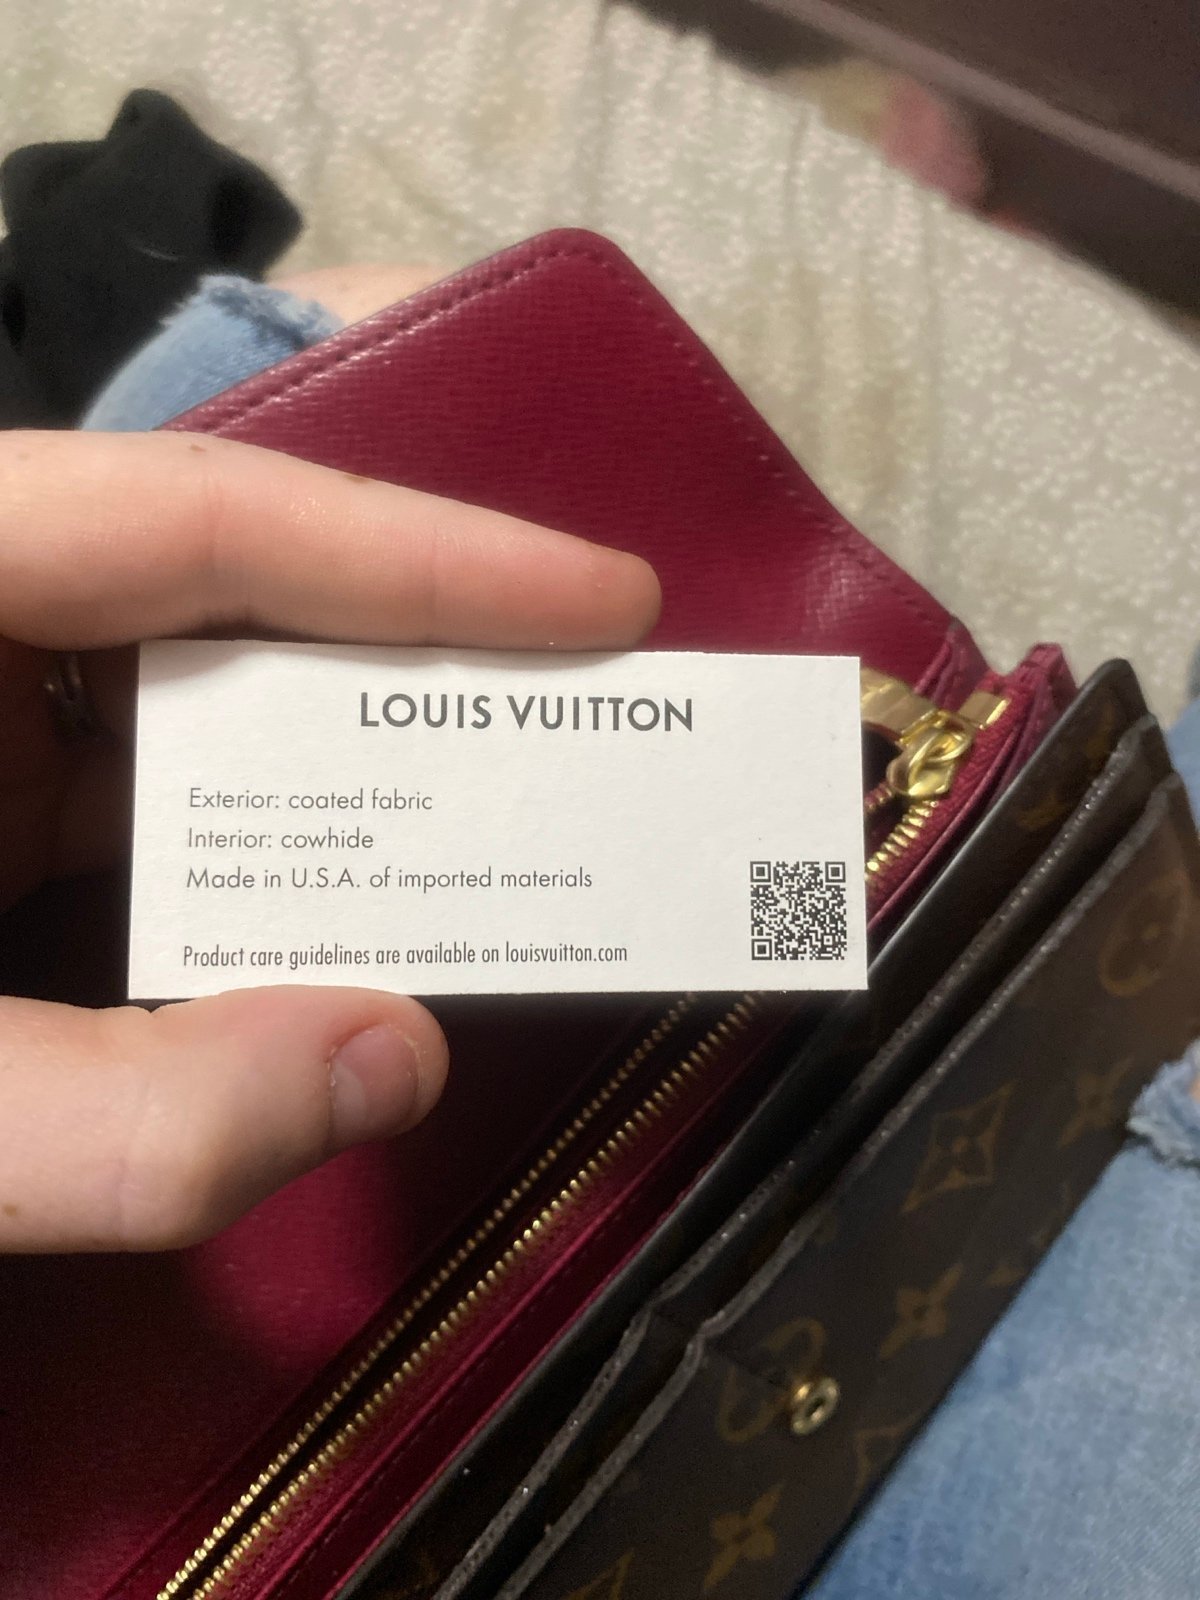 LOUIS VUITTON
Exterior: coated fabric
Interior: cowhide
Made in U.S.A. of imported materials
Product care guidelines are available on louisvuitton.com